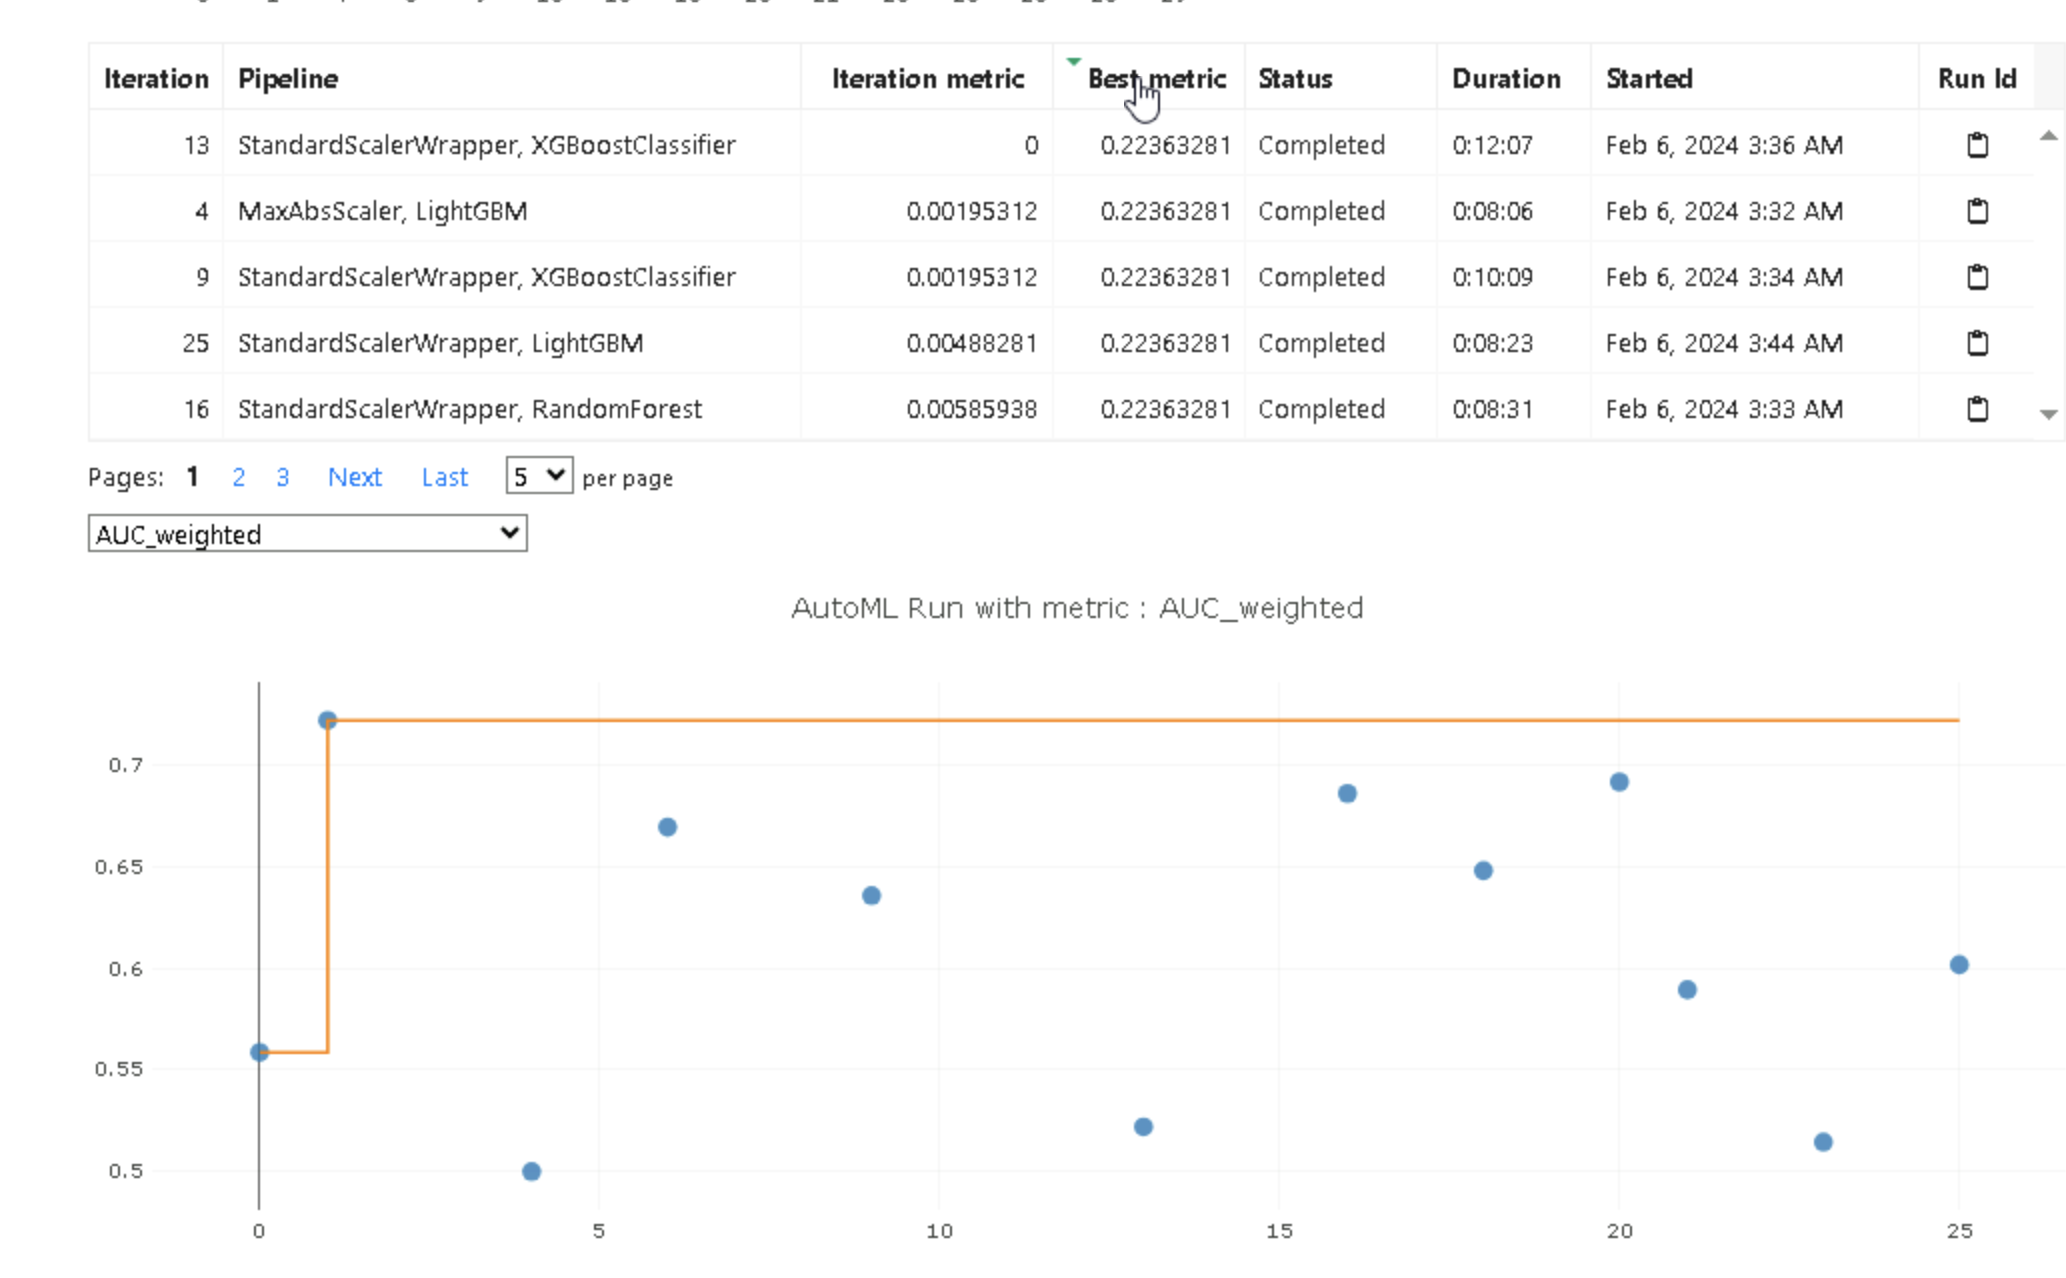 Iteration Pipeline Iteration metric Best metric Status Duration Started Run Id
13 StandardScalerWrapper, XGBoostClassifier 0 0.22363281 Completed 0:12:07 Feb 6, 2024 3:36 AM
4 MaxAbsScaler, LightGBM 0.00195312 0.22363281 Completed 0:08:06 Feb 6, 2024 3:32 AM
9 StandardScalerWrapper, XGBoostClassifier 0.00195312 0.22363281 Completed 0:10:09 Feb 6, 2024 3:34 AM
25 StandardScalerWrapper, LightGBM 0.00488281 0.22363281 Completed 0:08:23 Feb 6, 2024 3:44 AM
16 StandardScalerWrapper, RandomForest 0.00585938 0.22363281 Completed 0:08:31 Feb 6, 2024 3:33 AM
Pages: 1 2 3 Next Last 5 per page
AUC_weighted
AutoML Run with metric : AUC_weighted
0.7
0.65
0.6
0.55
0.5
0 5 10 15 20 25